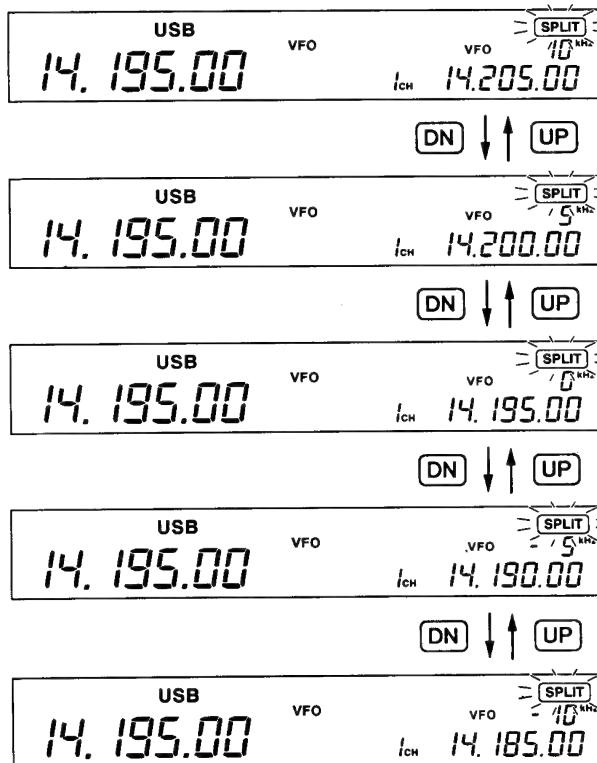 USB VFO VFO SPLIT
10 kHz
14.195.00 1CH 14.205.00
DN UP
USB VFO VFO SPLIT
5 kHz
14.195.00 1CH 14.200.00
DN UP
USB VFO VFO SPLIT
0 kHz
14.195.00 1CH 14.195.00
DN UP
USB VFO VFO SPLIT
- 5 kHz
14.195.00 1CH 14.190.00
DN UP
USB VFO VFO SPLIT
- 10 kHz
14.195.00 1CH 14.185.00